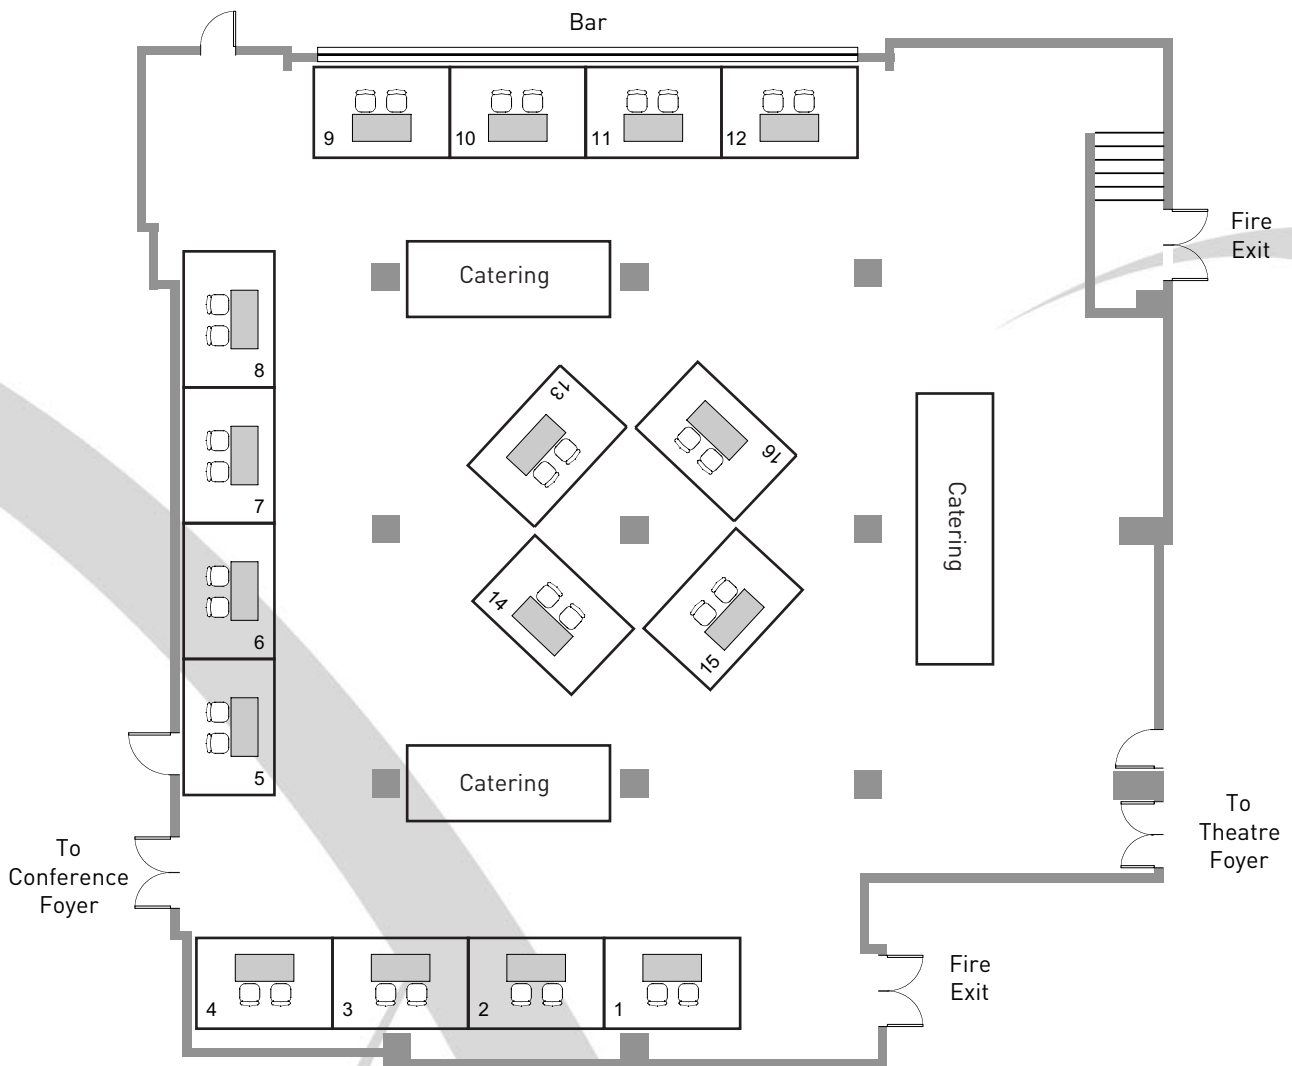 Bar
9
10
11
12
Fire
Exit
Catering
8
13
16
7
Catering
6
14
15
5
Catering
To
Theatre
Foyer
To
Conference
Foyer
Fire
Exit
4
3
2
1